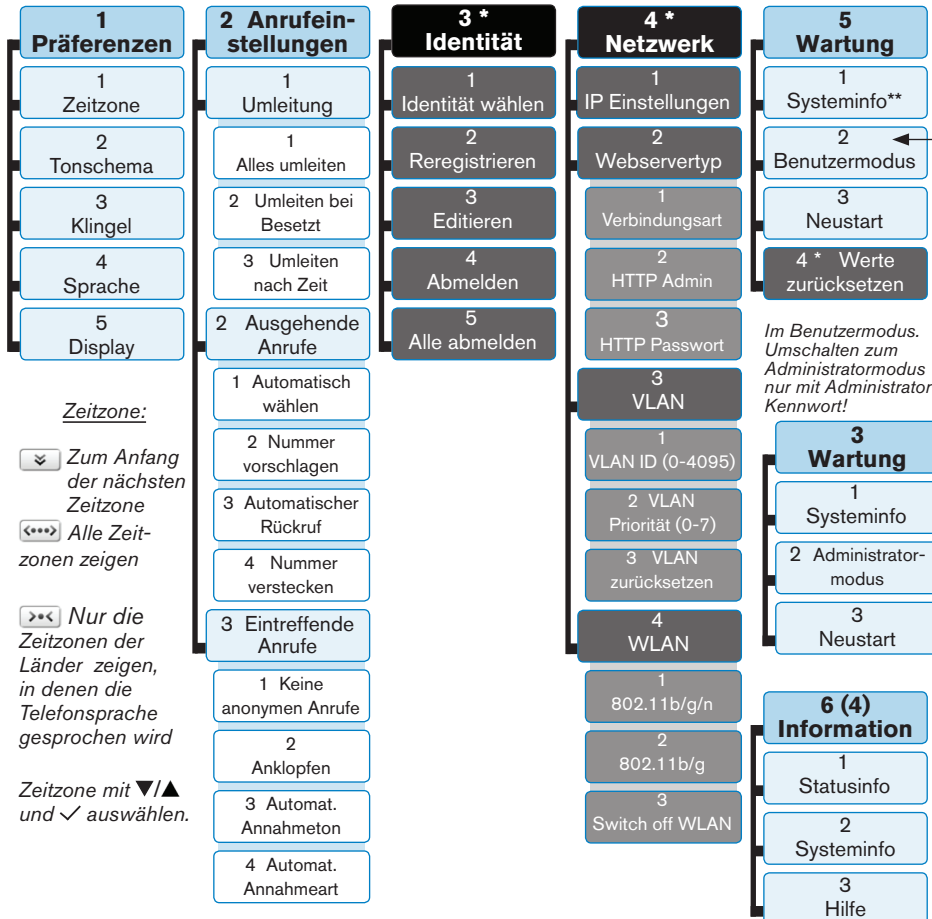 1
Präferenzen
1
Zeitzone
2
Tonschema
3
Klingel
4
Sprache
5
Display
Zeitzone:
Zum Anfang
der nächsten
Zeitzone
Alle Zeit-
zonen zeigen
Nur die
Zeitzonen der
Länder zeigen,
in denen die
Telefonsprache
gesprochen wird
Zeitzone mit ▼/▲
und ✓ auswählen.
2 Anrufein-
stellungen
1
Umleitung
1
Alles umleiten
2 Umleiten bei
Besetzt
3 Umleiten
nach Zeit
2 Ausgehende
Anrufe
1 Automatisch
wählen
2 Nummer
vorschlagen
3 Automatischer
Rückruf
4 Nummer
verstecken
3 Eintreffende
Anrufe
1 Keine
anonymen Anrufe
2
Anklopfen
3 Automat.
Annahmeton
4 Automat.
Annahmeart
3 *
Identität
1
Identität wählen
2
Reregistrieren
3
Editieren
4
Abmelden
5
Alle abmelden
4 *
Netzwerk
1
IP Einstellungen
2
Webservertyp
1
Verbindungsart
2
HTTP Admin
3
HTTP Passwort
3
VLAN
1
VLAN ID (0-4095)
2 VLAN
Priorität (0-7)
3 VLAN
zurücksetzen
4
WLAN
1
802.11b/g/n
2
802.11b/g
3
Switch off WLAN
5
Wartung
1
Systeminfo**
2
Benutzermodus
3
Neustart
4 * Werte
zurücksetzen
Im Benutzermodus.
Umschalten zum
Administratormodus
nur mit Administrator
Kennwort!
3
Wartung
1
Systeminfo
2 Administrator-
modus
3
Neustart
6 (4)
Information
1
Statusinfo
2
Systeminfo
3
Hilfe